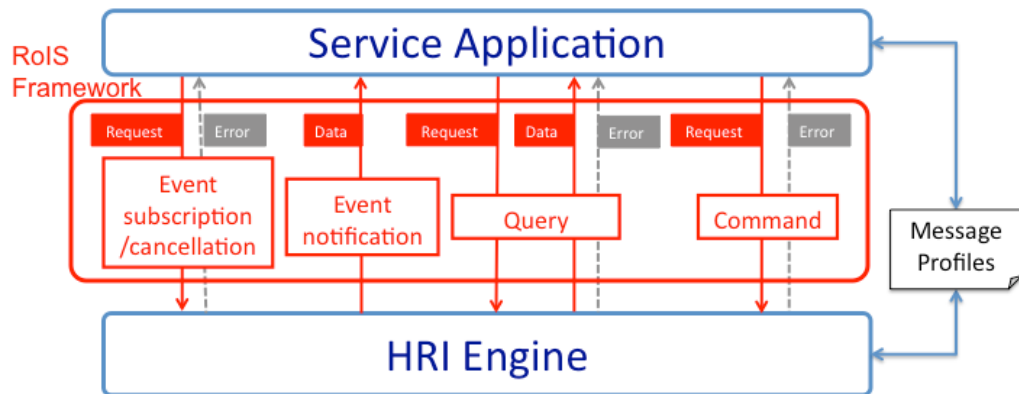 Service Application
RoIS
Framework
Request
Error
Data
Request
Data
Error
Request
Error
Event
subscription
/cancellation
Event
notification
Query
Command
Message
Profiles
HRI Engine